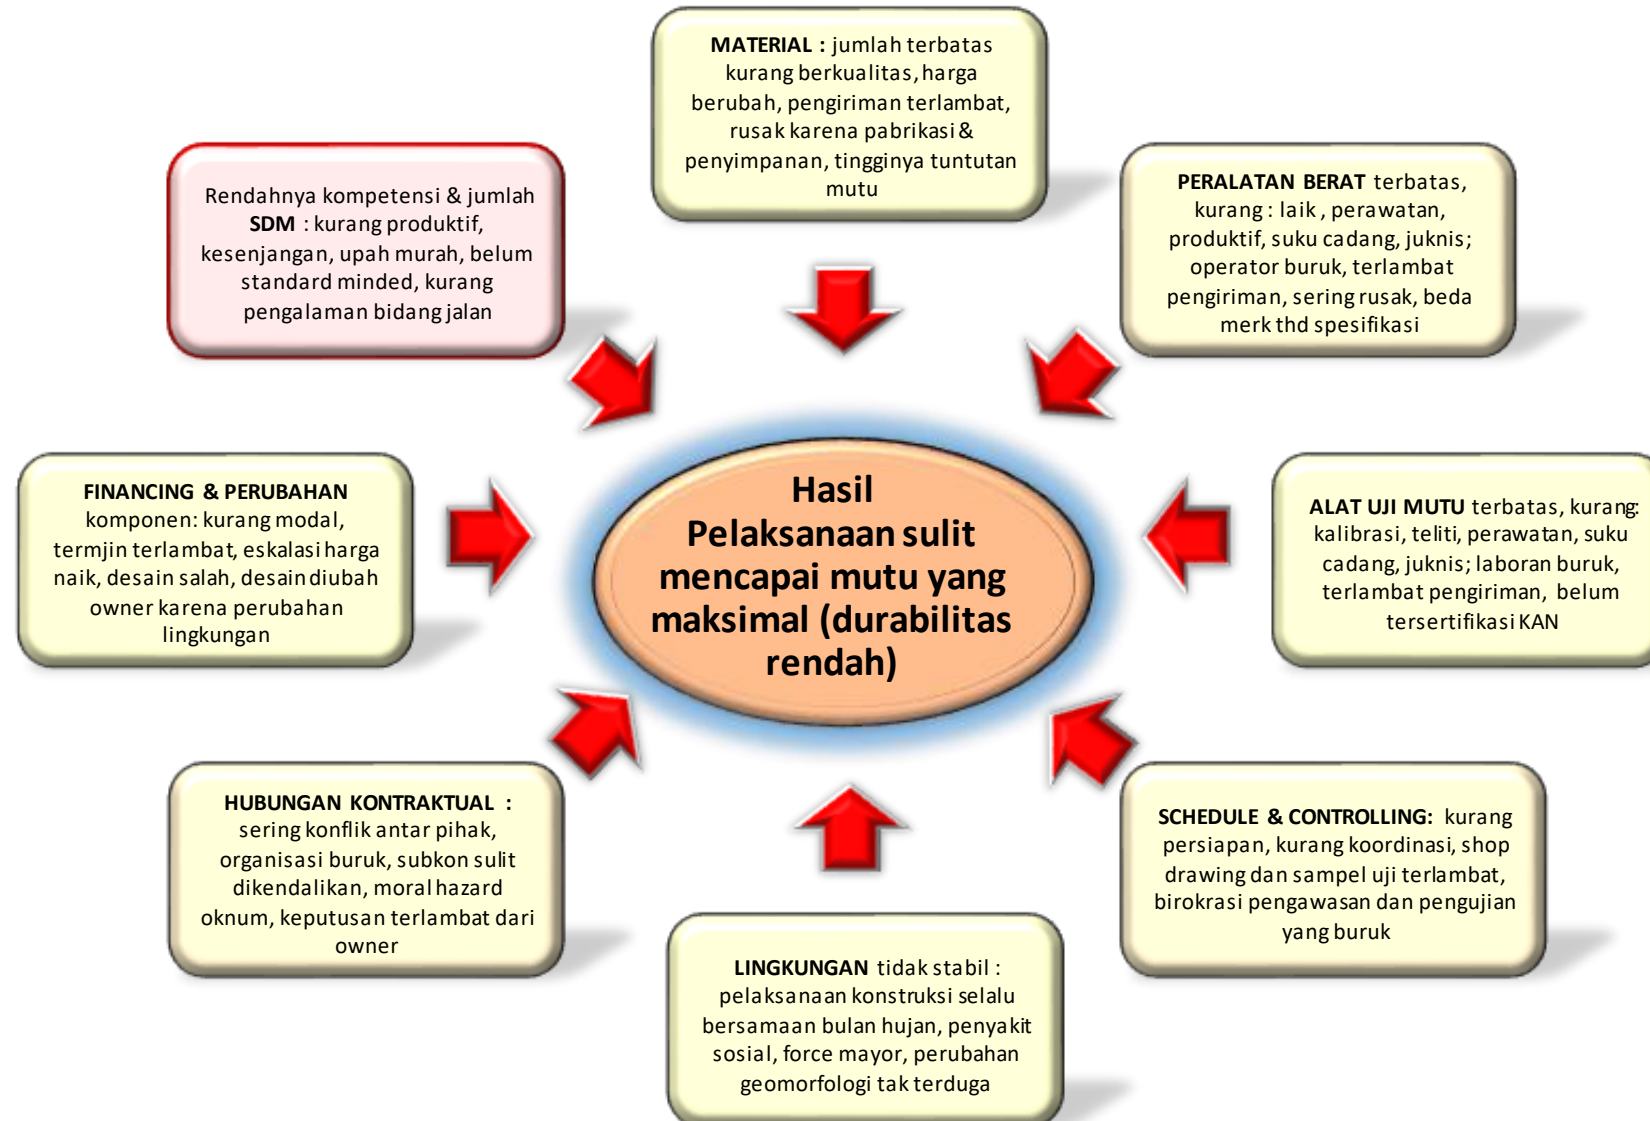 MATERIAL : jumlah terbatas
kurang berkualitas, harga
berubah, pengiriman terlambat,
rusak karena pabrikasi &
penyimpanan, tingginya tuntutan
mutu
Rendahnya kompetensi & jumlah
SDM : kurang produktif,
kesenjangan, upah murah, belum
standard minded, kurang
pengalaman bidang jalan
PERALATAN BERAT terbatas,
kurang : laik , perawatan,
produktif, suku cadang, juknis;
operator buruk, terlambat
pengiriman, sering rusak, beda
merk thd spesifikasi
FINANCING & PERUBAHAN
komponen: kurang modal,
termjin terlambat, eskalasi harga
naik, desain salah, desain diubah
owner karena perubahan
lingkungan
Hasil
Pelaksanaan sulit
mencapai mutu yang
maksimal (durabilitas
rendah)
ALAT UJI MUTU terbatas, kurang:
kalibrasi, teliti, perawatan, suku
cadang, juknis; laboran buruk,
terlambat pengiriman, belum
tersertifikasi KAN
HUBUNGAN KONTRAKTUAL :
sering konflik antar pihak,
organisasi buruk, subkon sulit
dikendalikan, moral hazard
oknum, keputusan terlambat dari
owner
SCHEDULE & CONTROLLING: kurang
persiapan, kurang koordinasi, shop
drawing dan sampel uji terlambat,
birokrasi pengawasan dan pengujian
yang buruk
LINGKUNGAN tidak stabil :
pelaksanaan konstruksi selalu
bersamaan bulan hujan, penyakit
sosial, force mayor, perubahan
geomorfologi tak terduga